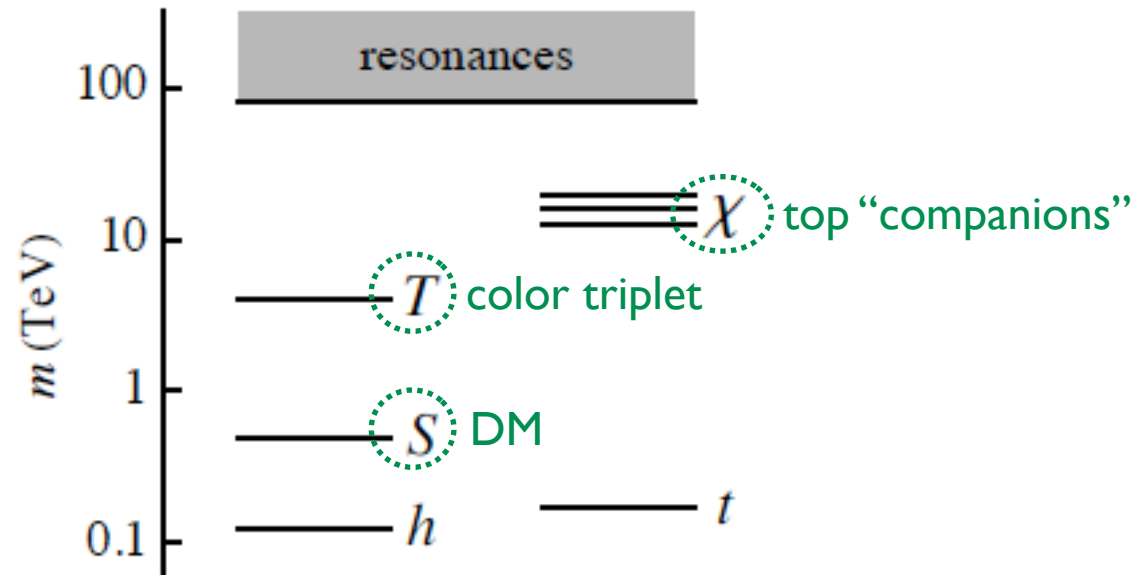 resonances
100
χ top “companions”
10
T color triplet
m (TeV)
1
S DM
t
h
0.1